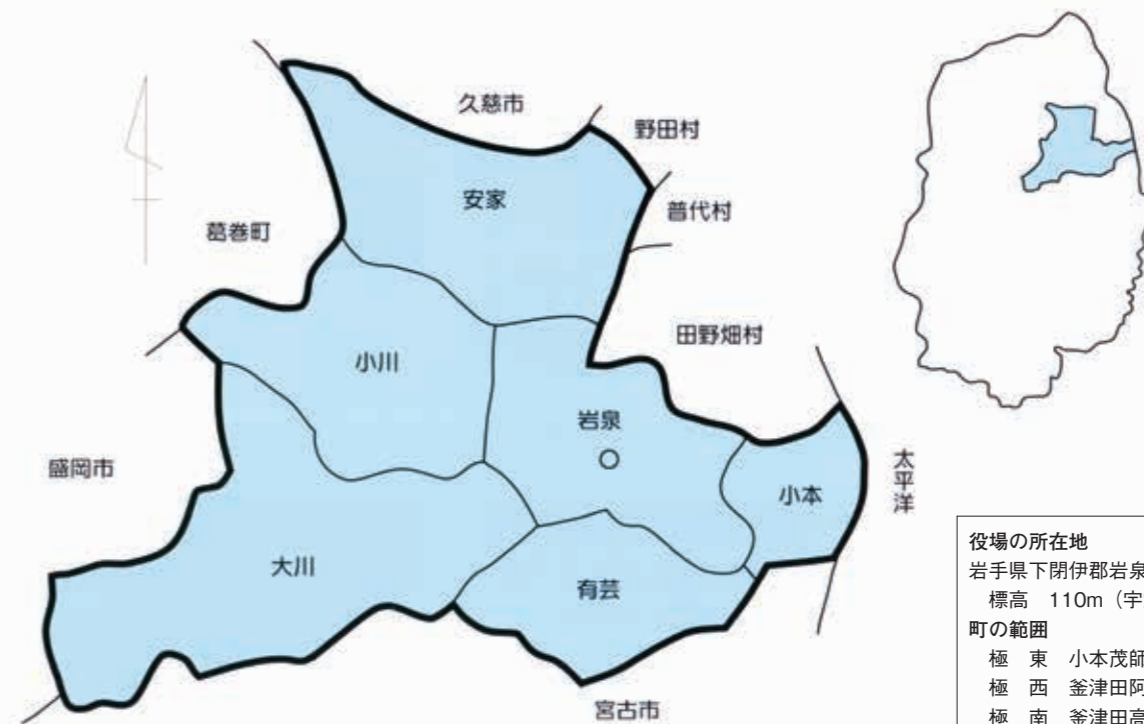 久慈市
野田村
安家
普代村
葛巻町
田野畑村
小川
岩泉
盛岡市
太平洋
小本
大川
有芸
宮古市
役場の所在地
岩手県下閉伊郡岩泉
標高 110m（宇
町の範囲
極 東 小本茂師
極 西 釜津田阿
極 南 釜津田高